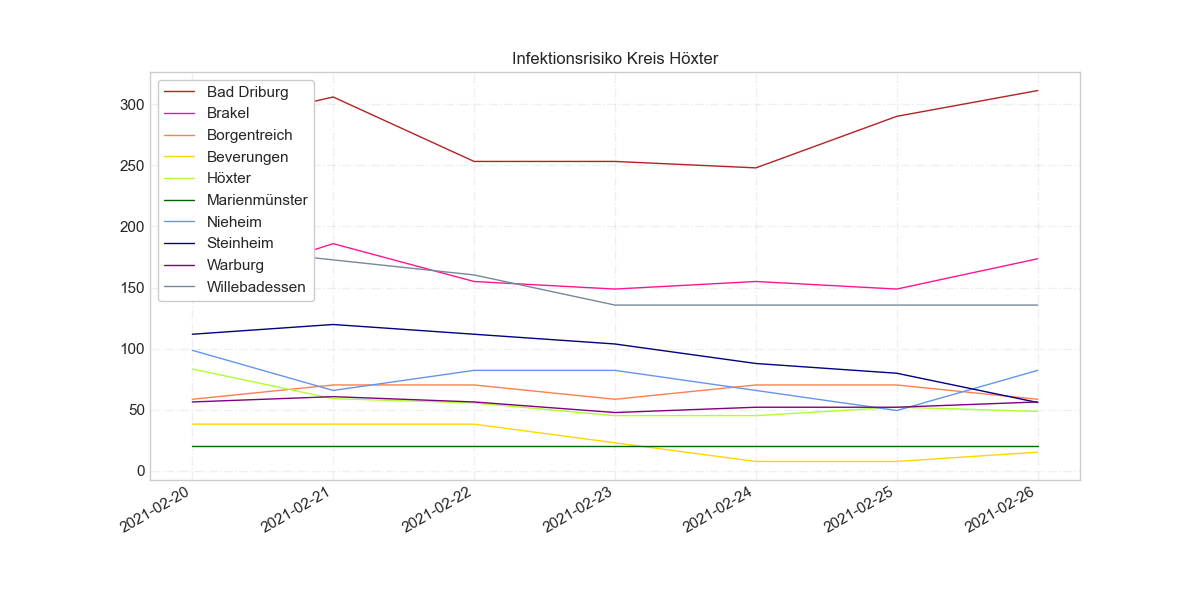 Infektionsrisiko Kreis Höxter
Bad Driburg
Brakel
Borgentreich
Beverungen
Höxter
Marienmünster
Nieheim
Steinheim
Warburg
Willebadessen
300
250
200
150
100
50
0
2021-02-20
2021-02-21
2021-02-22
2021-02-23
2021-02-24
2021-02-25
2021-02-26